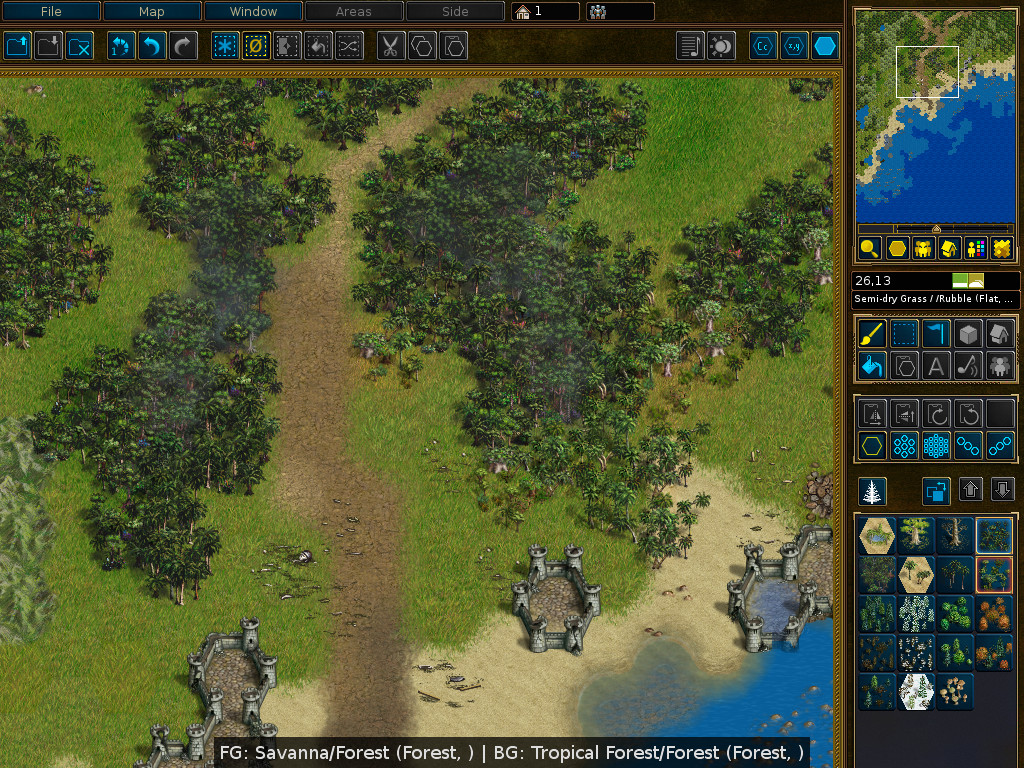 File Map Window Areas Side 1
Cc x,y
26,13
Semi-dry Grass / /Rubble (Flat, ...
A
FG: Savanna/Forest (Forest, ) | BG: Tropical Forest/Forest (Forest, )